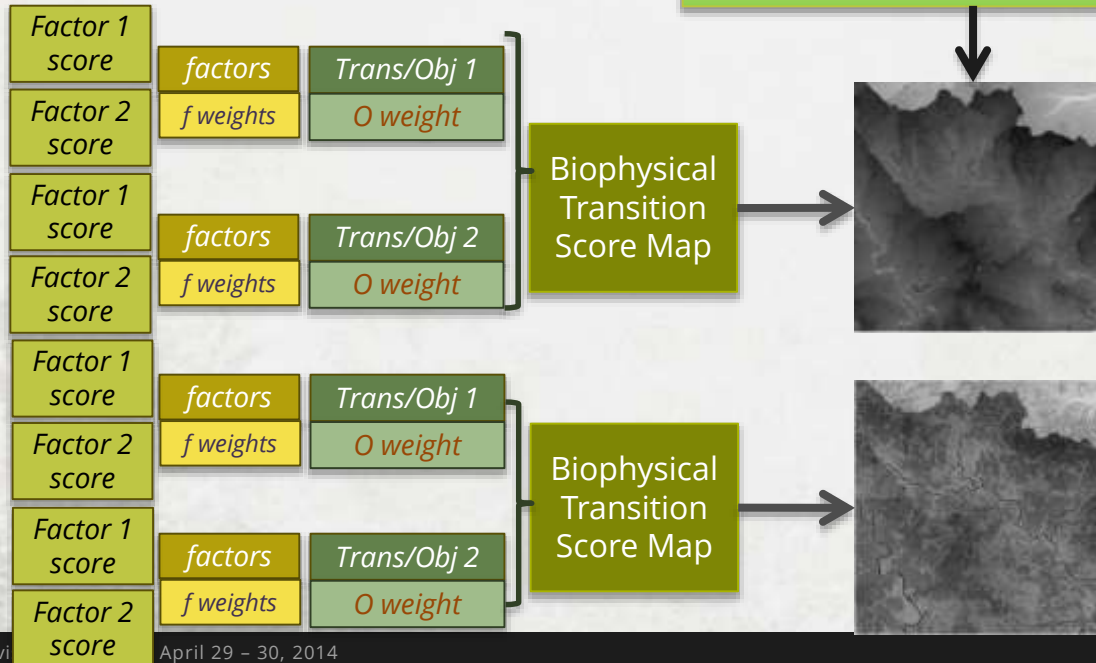 Factor 1
score
Factor 2
score
Factor 1
score
Factor 2
score
Factor 1
score
Factor 2
score
Factor 1
score
Factor 2
score
factors
f weights
Trans/Obj 1
O weight
factors
f weights
Trans/Obj 2
O weight
factors
f weights
Trans/Obj 1
O weight
factors
f weights
Trans/Obj 2
O weight
Biophysical
Transition
Score Map
Biophysical
Transition
Score Map
April 29 – 30, 2014